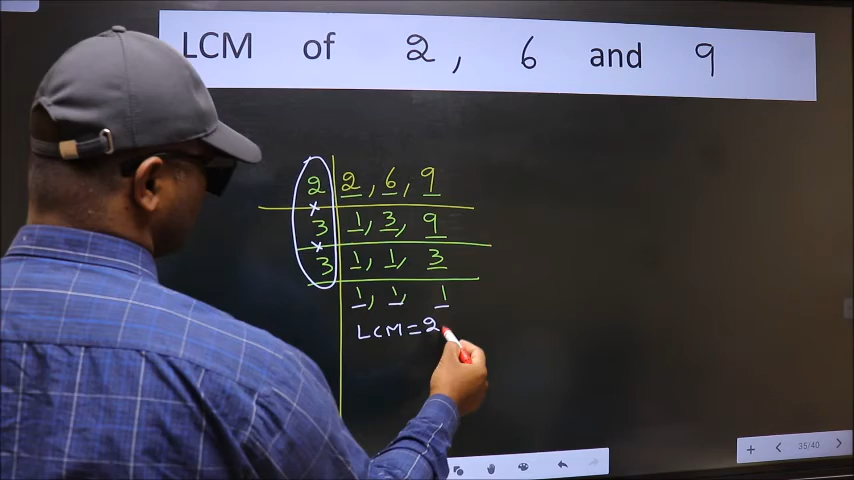 LCM of 2, 6 and 9
2 2, 6, 9
3 1, 3, 9
3 1, 1, 3
1, 1, 1
LCM = 2
35/40